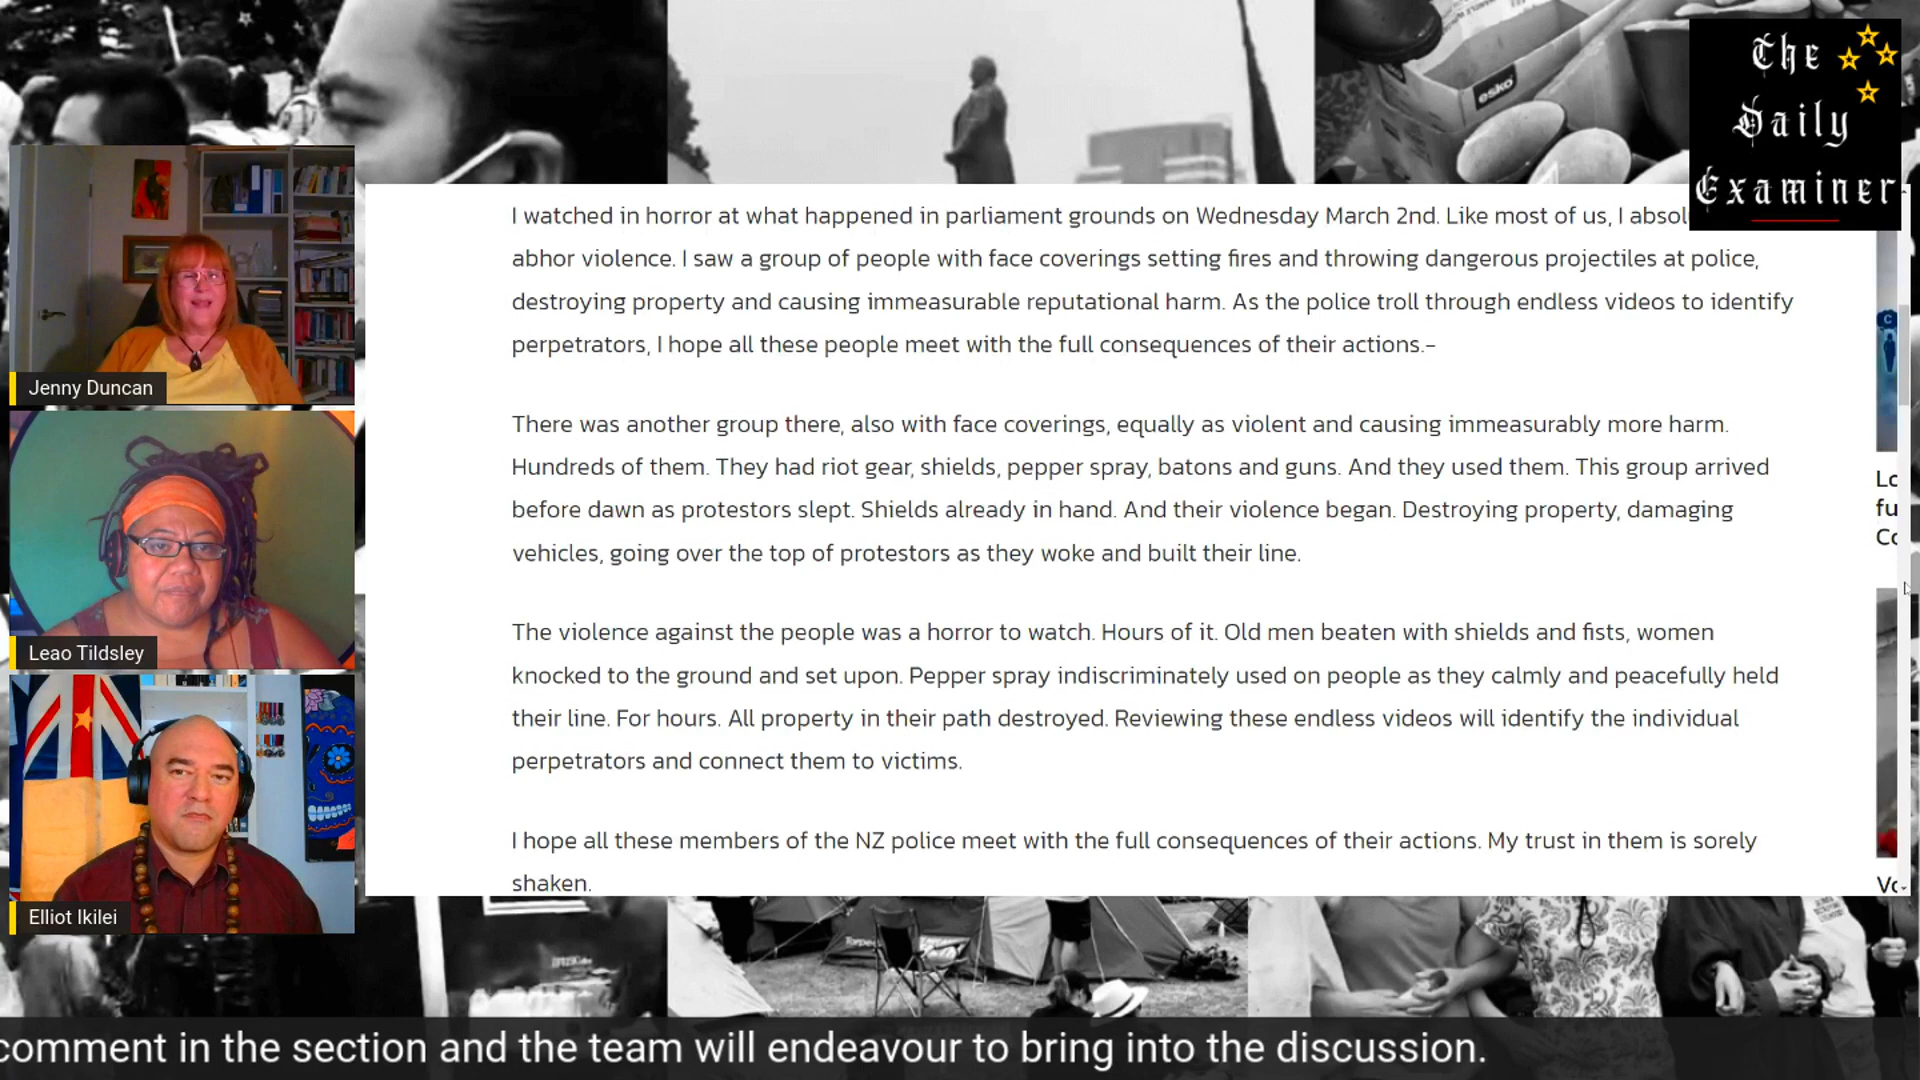 The
Daily
Examiner
esko
I watched in horror at what happened in parliament grounds on Wednesday March 2nd. Like most of us, I
abhor violence. I saw a group of people with face coverings setting fires and throwing dangerous projectiles at police,
destroying property and causing immeasurable reputational harm. As the police troll through endless videos to identify
perpetrators, I hope all these people meet with the full consequences of their actions.–
There was another group there, also with face coverings, equally as violent and causing immeasurably more harm.
Hundreds of them. They had riot gear, shields, pepper spray, batons and guns. And they used them. This group arrived
before dawn as protestors slept. Shields already in hand. And their violence began. Destroying property, damaging
vehicles, going over the top of protestors as they woke and built their line.
The violence against the people was a horror to watch. Hours of it. Old men beaten with shields and fists, women
knocked to the ground and set upon. Pepper spray indiscriminately used on people as they calmly and peacefully held
their line. For hours. All property in their path destroyed. Reviewing these endless videos will identify the individual
perpetrators and connect them to victims.
I hope all these members of the NZ police meet with the full consequences of their actions. My trust in them is sorely
shaken.
Jenny Duncan
Leao Tildsley
Elliot Ikilei
comment in the section and the team will endeavour to bring into the discussion.